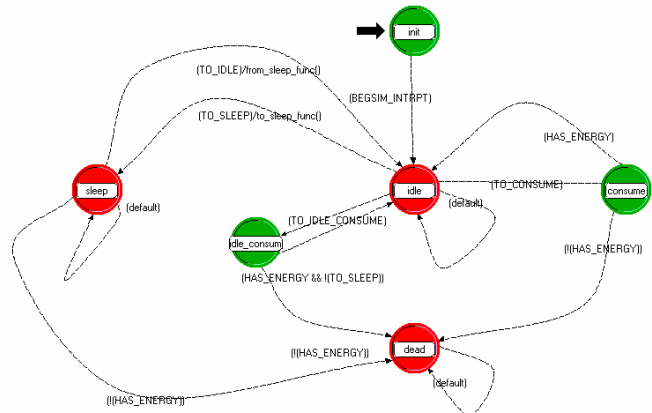 init
(TO_IDLE)/from_sleep_func()
(BEGSIM_INTRPT)
(TO_SLEEP)/to_sleep_func()
(HAS_ENERGY)
sleep
idle
(TO_CONSUME)
consume
(default)
(default)
(TO_IDLE_CONSUME)
idle_consum
(!(HAS_ENERGY))
(HAS_ENERGY && !(TO_SLEEP))
(!(HAS_ENERGY))
dead
(default)
(!(HAS_ENERGY))